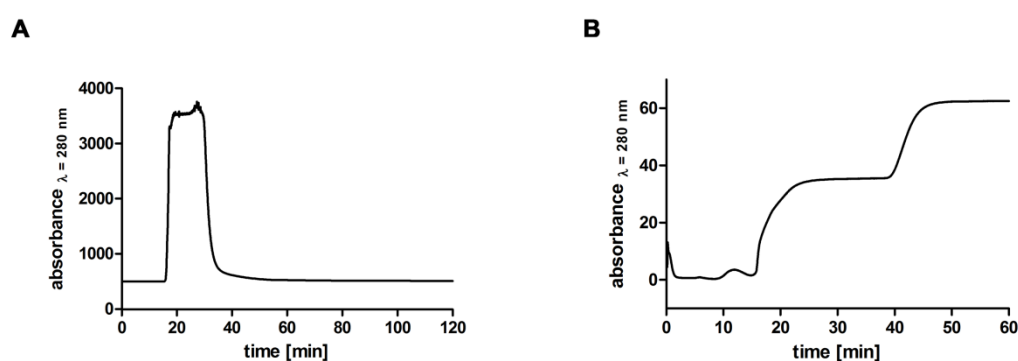 A
B
absorbance λ = 280 nm
4000
3000
2000
1000
0
0 20 40 60 80 100 120
time [min]
absorbance λ = 280 nm
60
40
20
0
0 10 20 30 40 50 60
time [min]